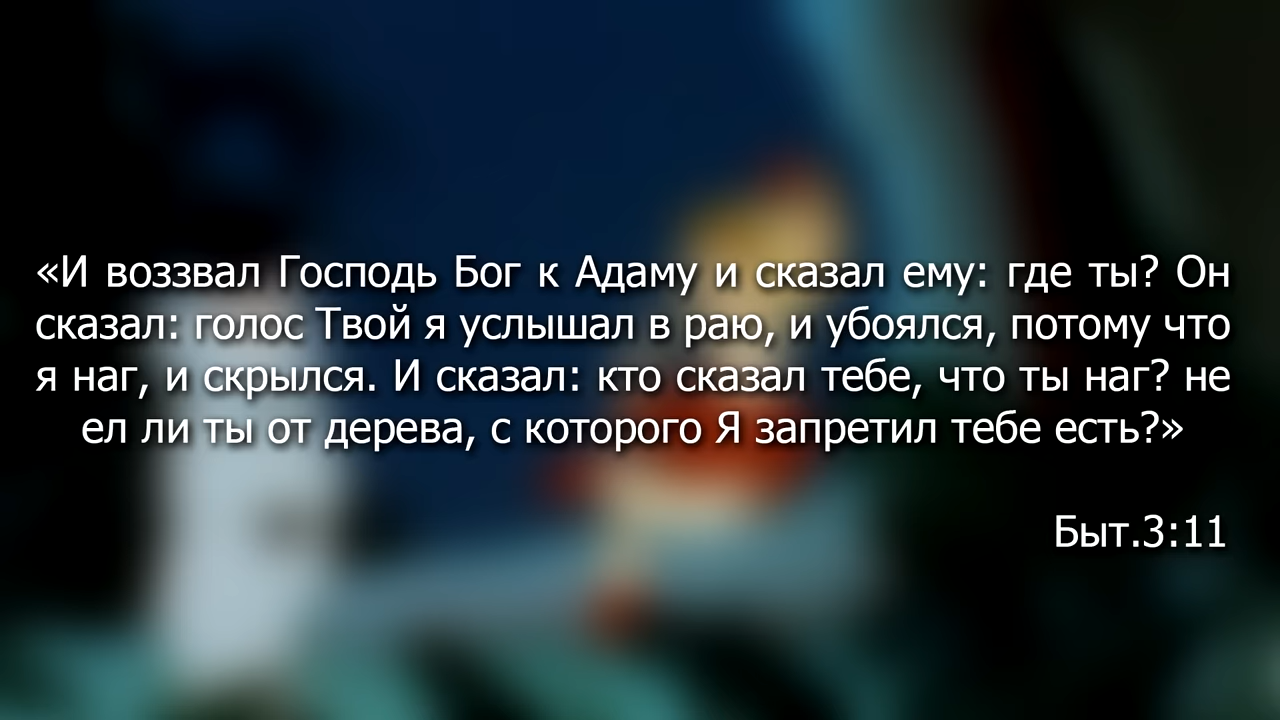 «И воззвал Господь Бог к Адаму и сказал ему: где ты? Он
сказал: голос Твой я услышал в раю, и убоялся, потому что
я наг, и скрылся. И сказал: кто сказал тебе, что ты наг? не
ел ли ты от дерева, с которого Я запретил тебе есть?»
Быт.3:11